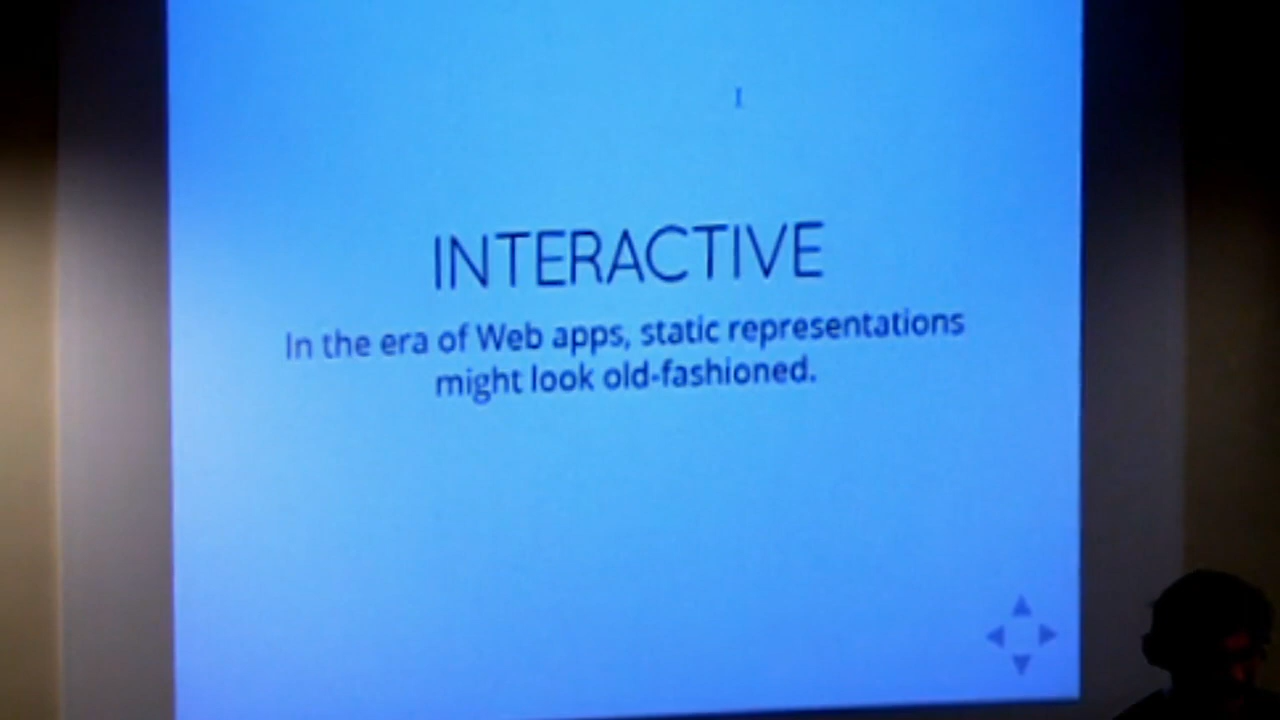 INTERACTIVE
In the era of Web apps, static representations
might look old-fashioned.